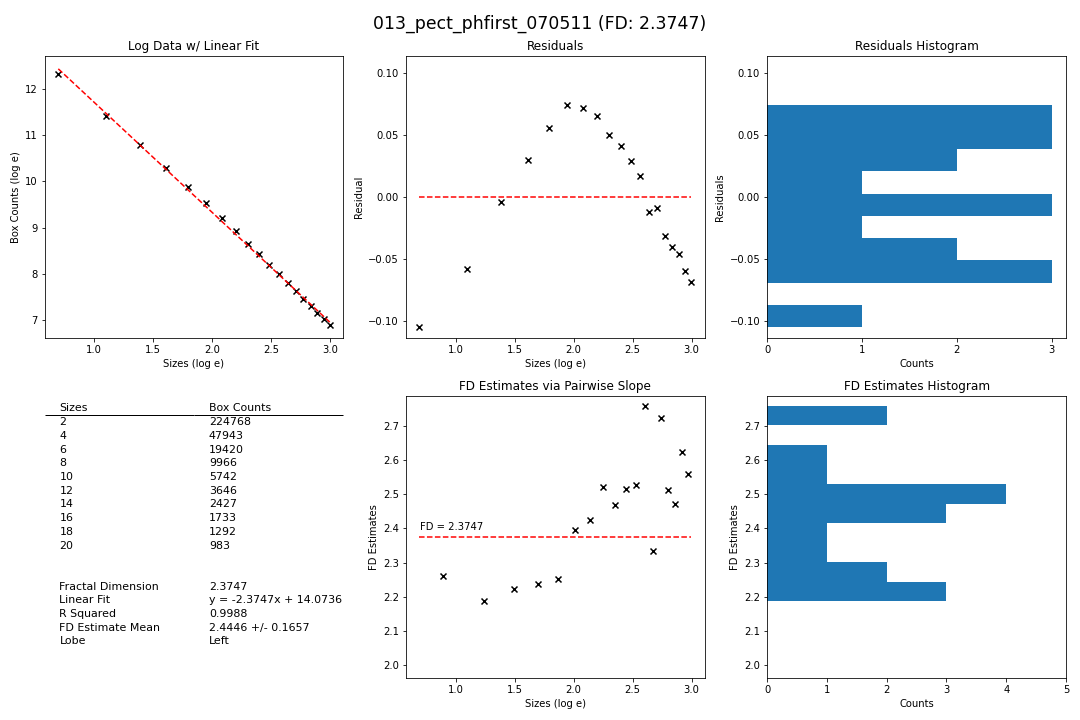 013_pect_phfirst_070511 (FD: 2.3747)
Log Data w/ Linear Fit
Box Counts (log e)
12
11
10
9
8
7
1.0 1.5 2.0 2.5 3.0
Sizes (log e)
Residuals
Residual
0.10
0.05
0.00
−0.05
−0.10
1.0 1.5 2.0 2.5 3.0
Sizes (log e)
Residuals Histogram
Residuals
0.10
0.05
0.00
−0.05
−0.10
0 1 2 3
Counts
Sizes Box Counts
2 224768
4 47943
6 19420
8 9966
10 5742
12 3646
14 2427
16 1733
18 1292
20 983
Fractal Dimension 2.3747
Linear Fit y = -2.3747x + 14.0736
R Squared 0.9988
FD Estimate Mean 2.4446 +/- 0.1657
Lobe Left
FD Estimates via Pairwise Slope
FD Estimates
2.7
2.6
2.5
2.4
2.3
2.2
2.1
2.0
FD = 2.3747
1.0 1.5 2.0 2.5 3.0
Sizes (log e)
FD Estimates Histogram
FD Estimates
2.7
2.6
2.5
2.4
2.3
2.2
2.1
2.0
0 1 2 3 4 5
Counts